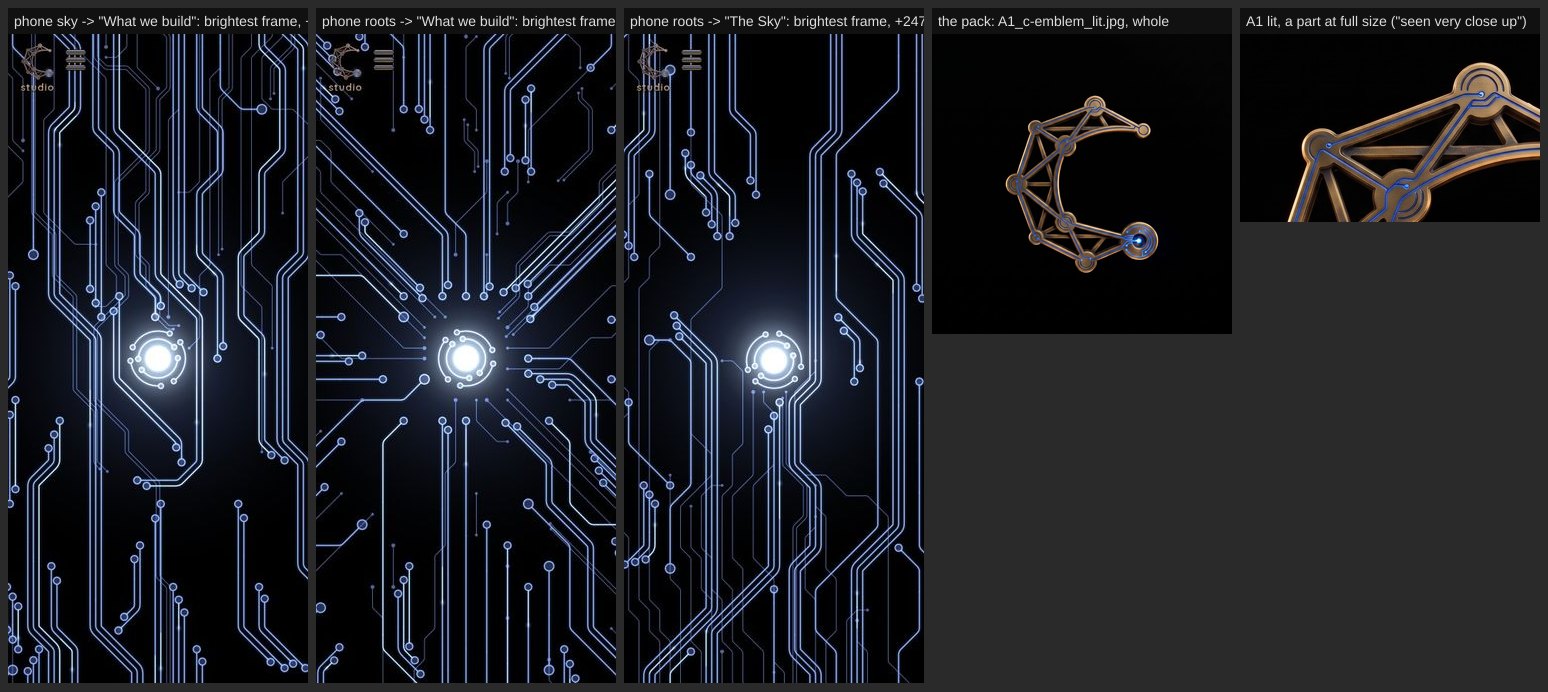 phone sky -> "What we build": brightest frame,
phone roots -> "What we build": brightest frame
phone roots -> "The Sky": brightest frame, +247
the pack: A1_c-emblem_lit.jpg, whole
A1 lit, a part at full size ("seen very close up")
studio
studio
studio